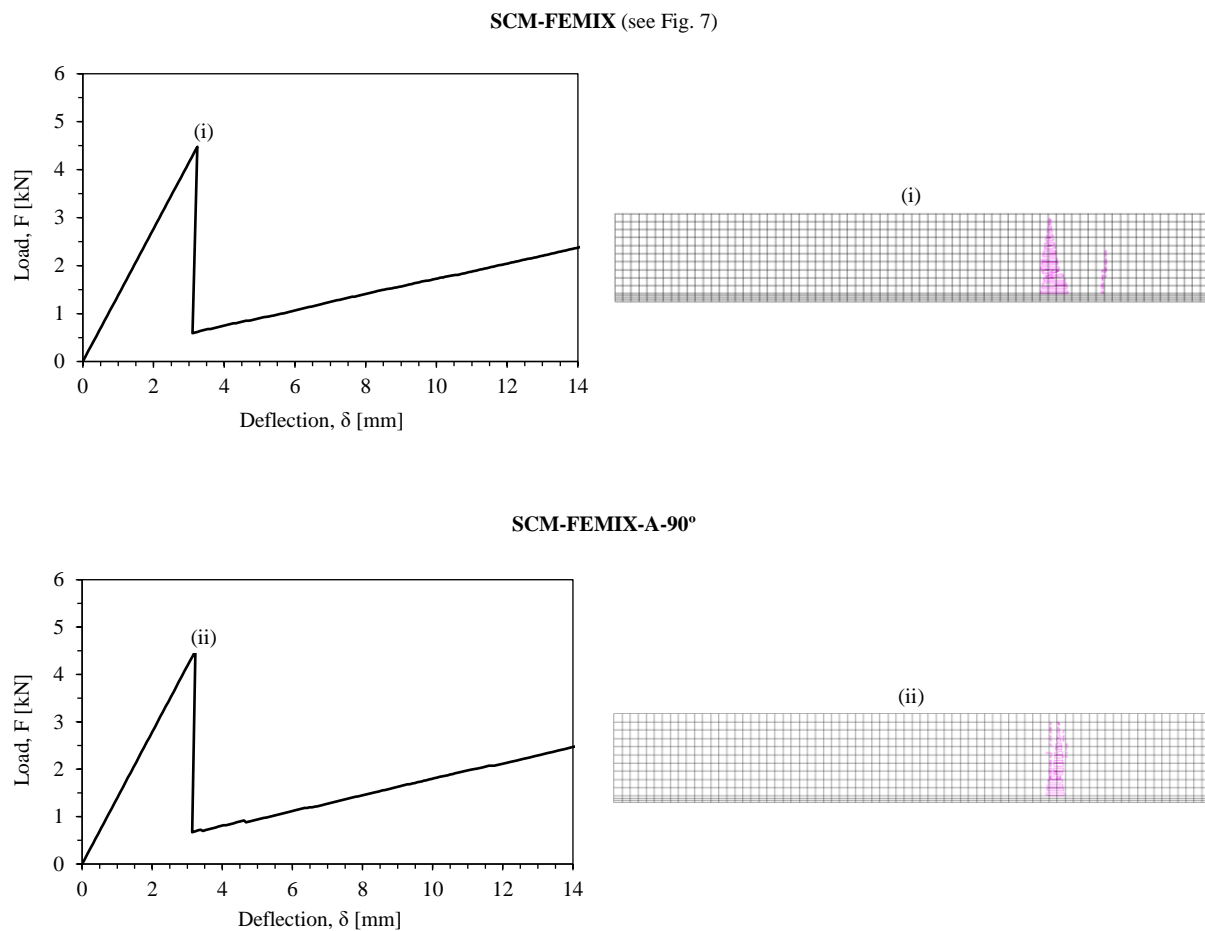 SCM-FEMIX (see Fig. 7)
6
5
4
3
2
1
0
Load, F [kN]
(i)
0 2 4 6 8 10 12 14
Deflection, δ [mm]
(i)
SCM-FEMIX-A-90º
6
5
4
3
2
1
0
Load, F [kN]
(ii)
0 2 4 6 8 10 12 14
Deflection, δ [mm]
(ii)